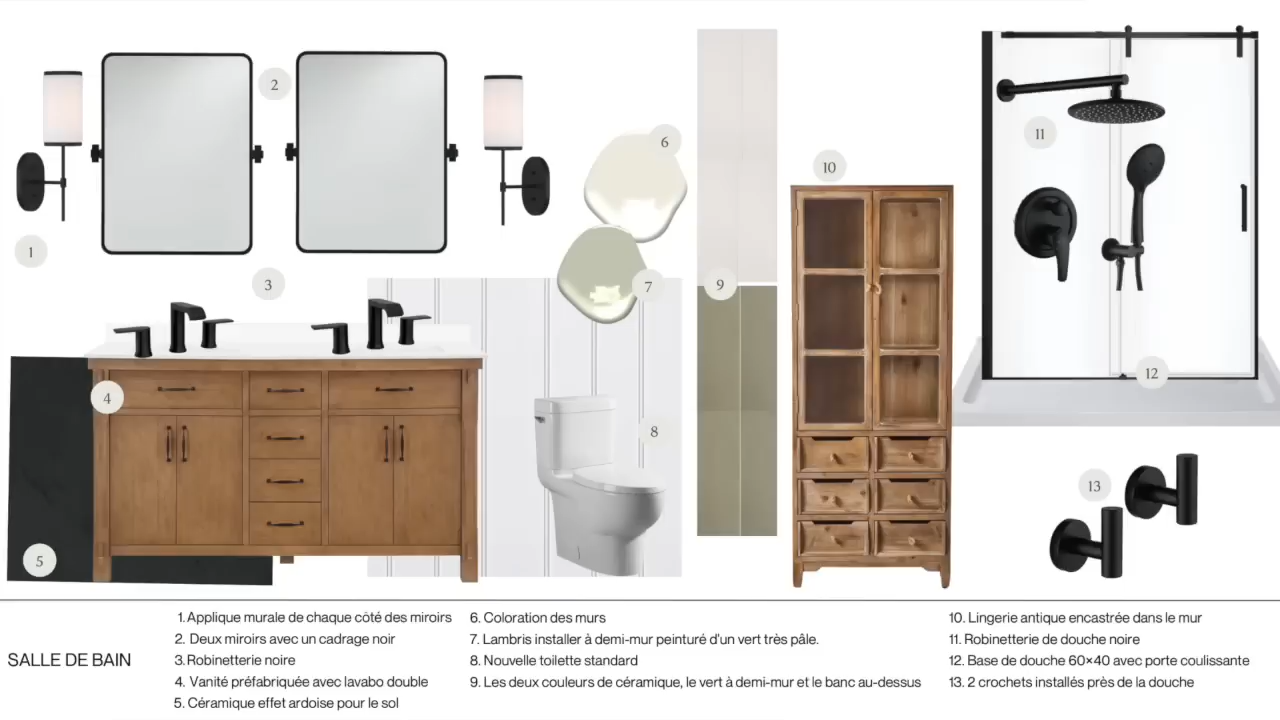 2
6
11
10
1
3
7
9
12
4
8
13
5
SALLE DE BAIN
1. Applique murale de chaque côté des miroirs
2. Deux miroirs avec un cadrage noir
3. Robinetterie noire
4. Vanité préfabriquée avec lavabo double
5. Céramique effet ardoise pour le sol
6. Coloration des murs
7. Lambris installer à demi-mur peinturé d'un vert très pâle.
8. Nouvelle toilette standard
9. Les deux couleurs de céramique, le vert à demi-mur et le banc au-dessus
10. Lingerie antique encastrée dans le mur
11. Robinetterie de douche noire
12. Base de douche 60×40 avec porte coulissante
13. 2 crochets installés près de la douche